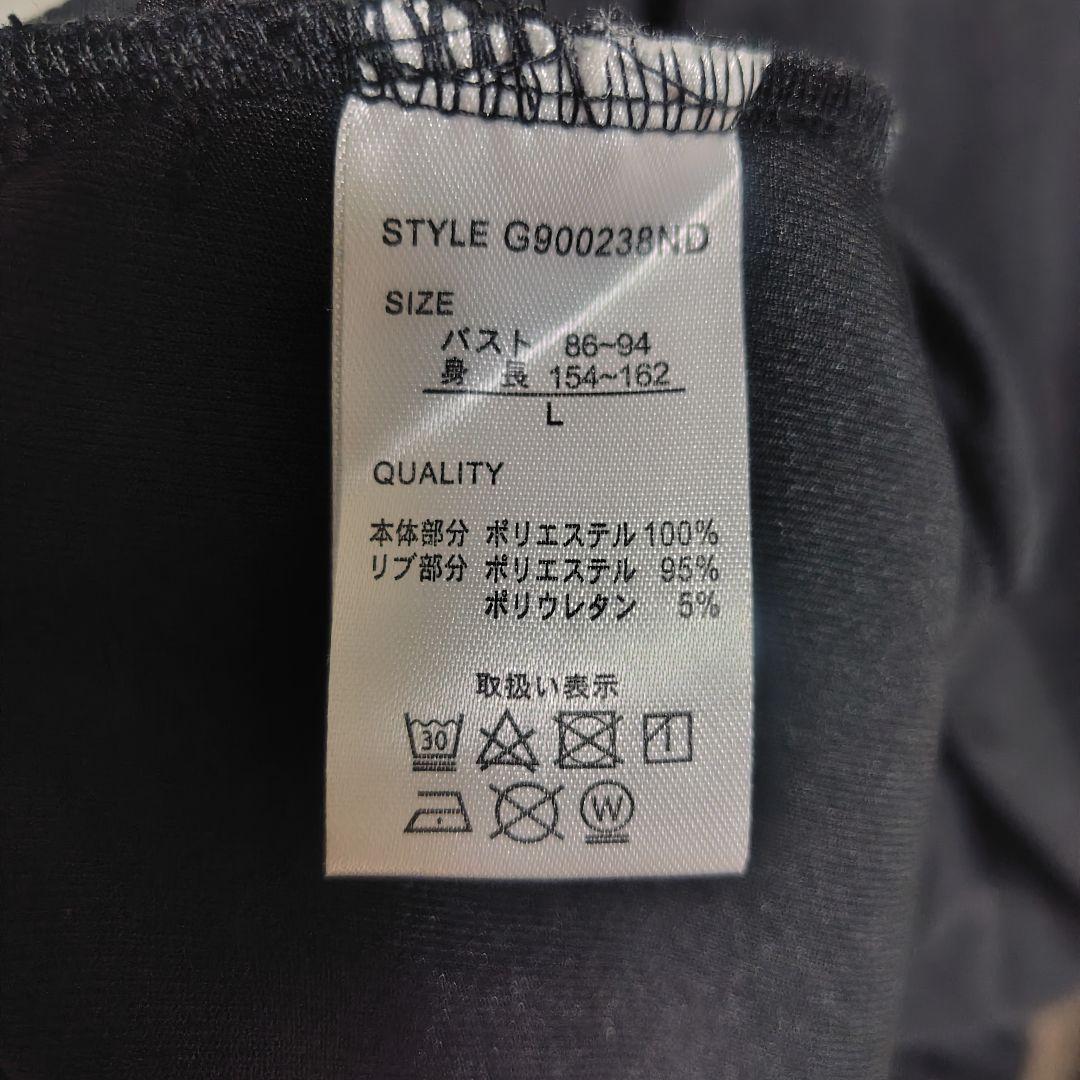 STYLE G900238ND
SIZE
バスト 86~94
身 長 154~162
L
QUALITY
本体部分 ポリエステル 100%
リブ部分 ポリエステル 95%
ポリウレタン 5%
取扱い表示
30
W